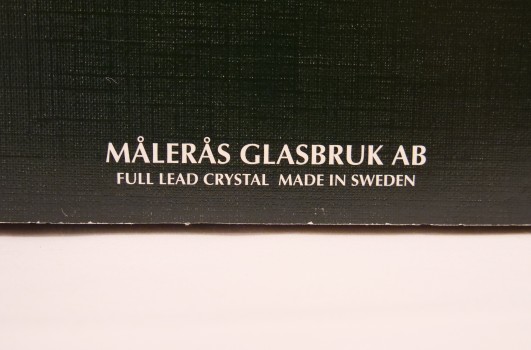 MÅLERÅS GLASBRUK AB
FULL LEAD CRYSTAL MADE IN SWEDEN